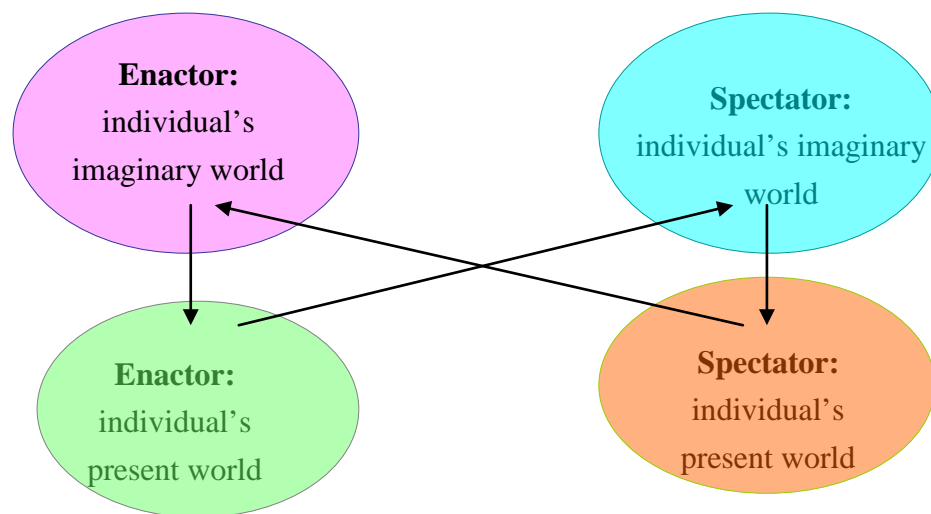 Enactor:
individual’s
imaginary world
Spectator:
individual’s imaginary
world
Enactor:
individual’s
present world
Spectator:
individual’s
present world